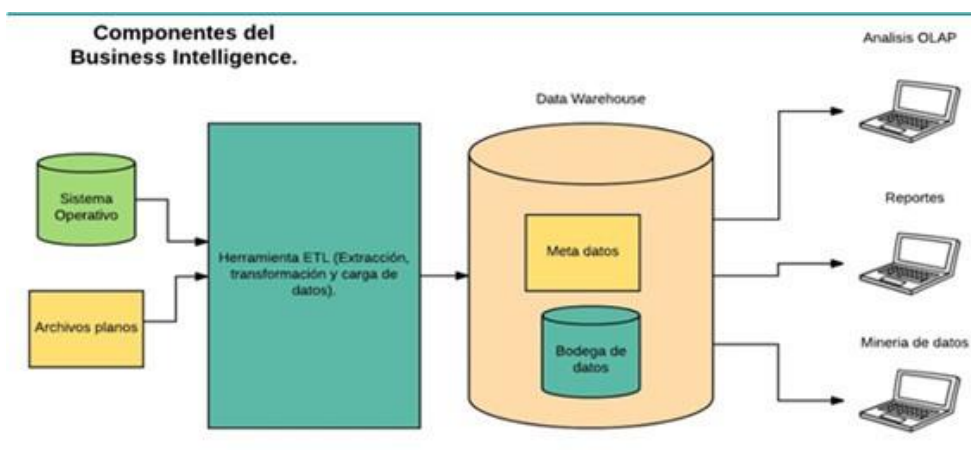 Componentes del
Business Intelligence.
Analisis OLAP
Data Warehouse
Sistema
Operativo
Reportes
Herramienta ETL (Extracción,
transformación y carga de
datos).
Meta datos
Archivos planos
Bodega de
datos
Mineria de datos